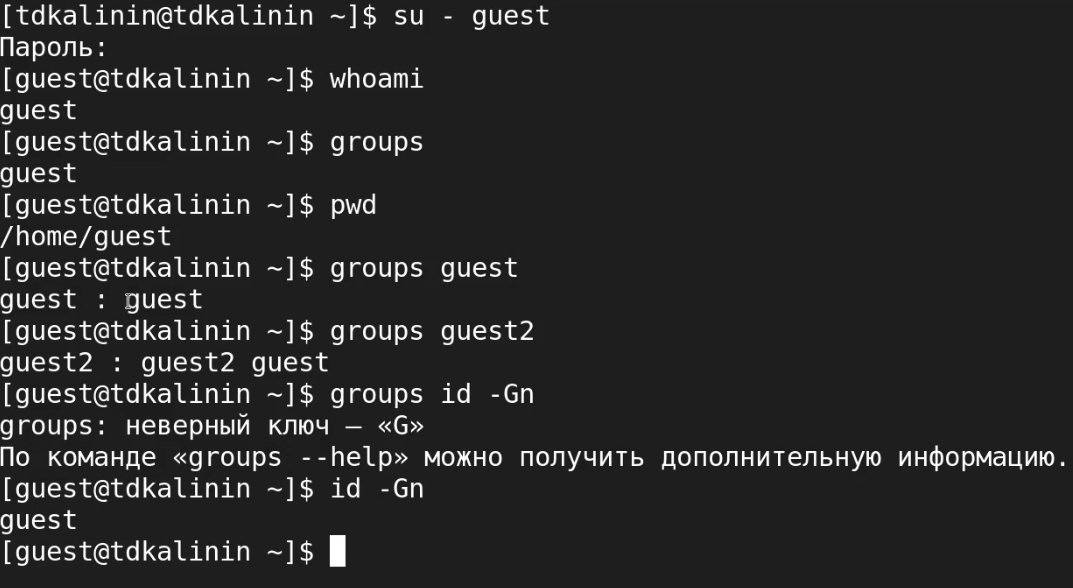 [tdkalinin@tdkalinin ~]$ su - guest
Пароль:
[guest@tdkalinin ~]$ whoami
guest
[guest@tdkalinin ~]$ groups
guest
[guest@tdkalinin ~]$ pwd
/home/guest
[guest@tdkalinin ~]$ groups guest
guest : guest
[guest@tdkalinin ~]$ groups guest2
guest2 : guest2 guest
[guest@tdkalinin ~]$ groups id -Gn
groups: неверный ключ — «G»
По команде «groups --help» можно получить дополнительную информацию.
[guest@tdkalinin ~]$ id -Gn
guest
[guest@tdkalinin ~]$